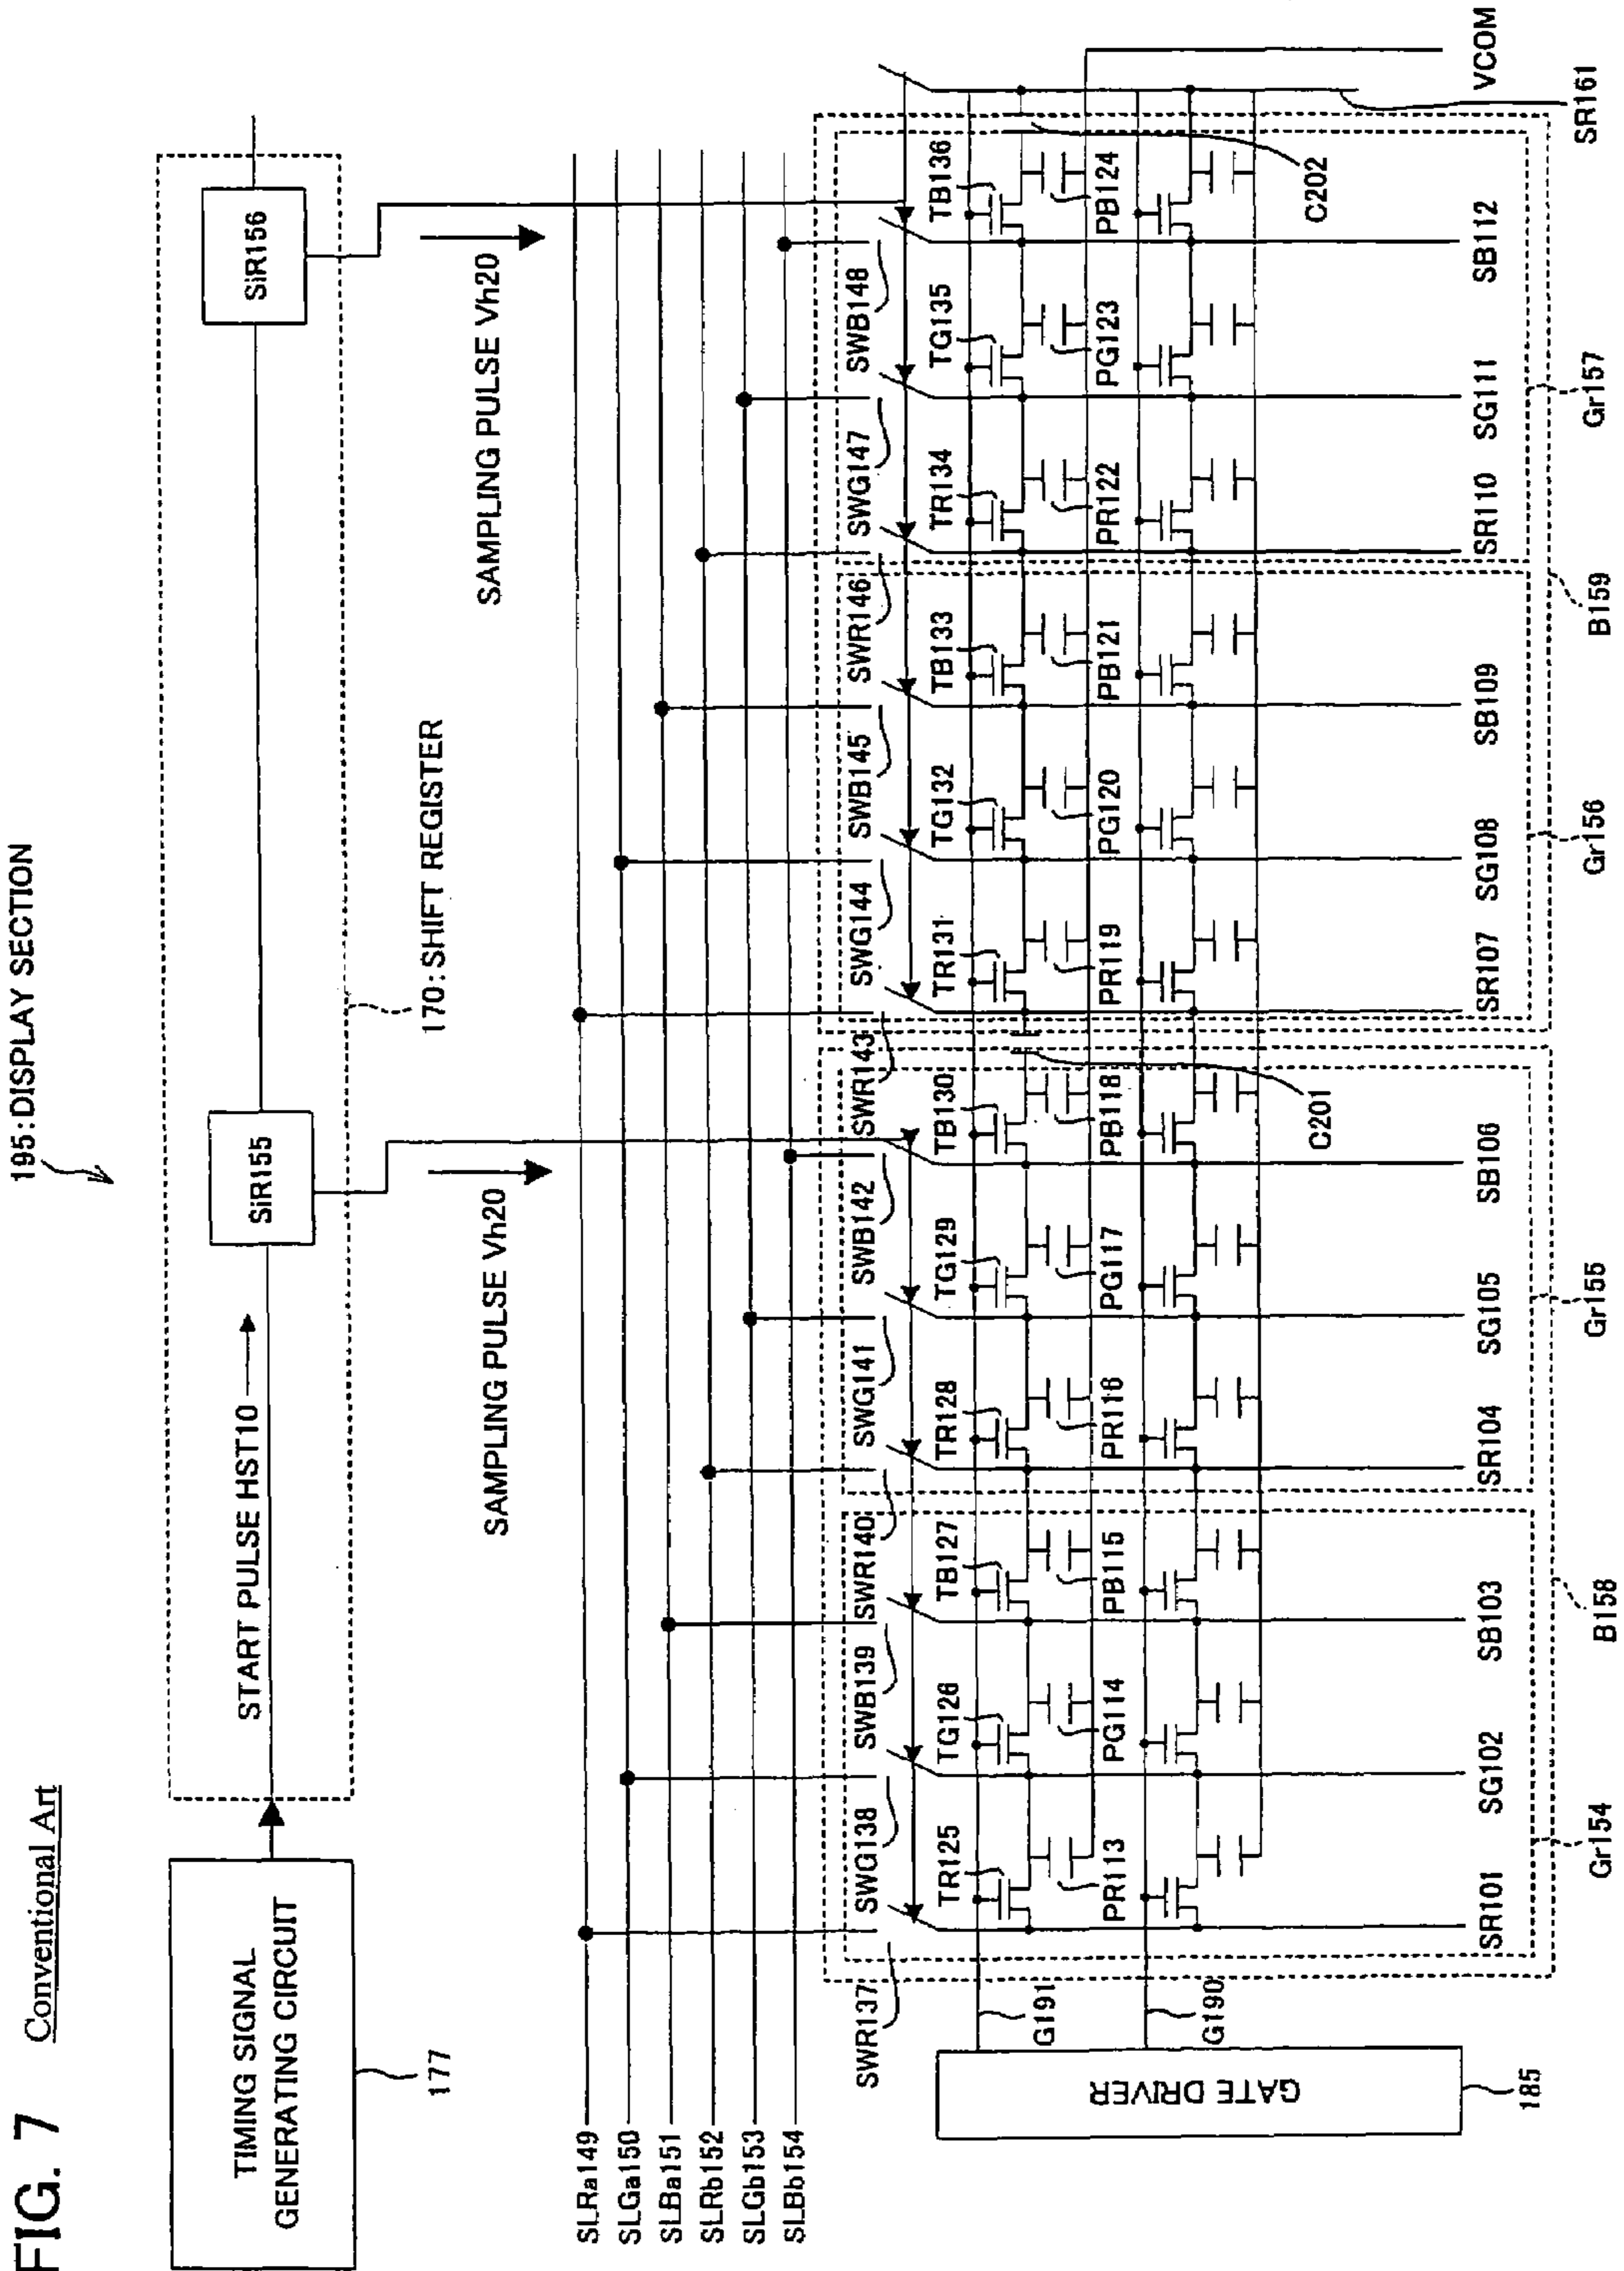 FIG. 7
Conventional Art
195:DISPLAY SECTION
TIMING SIGNAL
GENERATING CIRCUIT
177
START PULSE HST10
SiR155
SiR156
170:SHIFT REGISTER
SAMPLING PULSE Vh20
SAMPLING PULSE Vh20
SLRa149
SLGa150
SLBa151
SLRb152
SLGb153
SLBb154
SWR137
SWG138
SWB139
SWR140
SWG141
SWB142
SWR143
SWG144
SWB145
SWR146
SWG147
SWB148
TR125
TG126
TB127
TR128
TG129
TB130
TR131
TG132
TB133
TR134
TG135
TB136
G191
PR113
PG114
PB115
PR116
PG117
PB118
PR119
PG120
PB121
PR122
PG123
PB124
G190
GATE DRIVER
185
C201
C202
SR101
SG102
SB103
SR104
SG105
SB106
SR107
SG108
SB109
SR110
SG111
SB112
VCOM
SR161
Gr154
Gr155
Gr156
Gr157
B158
B159